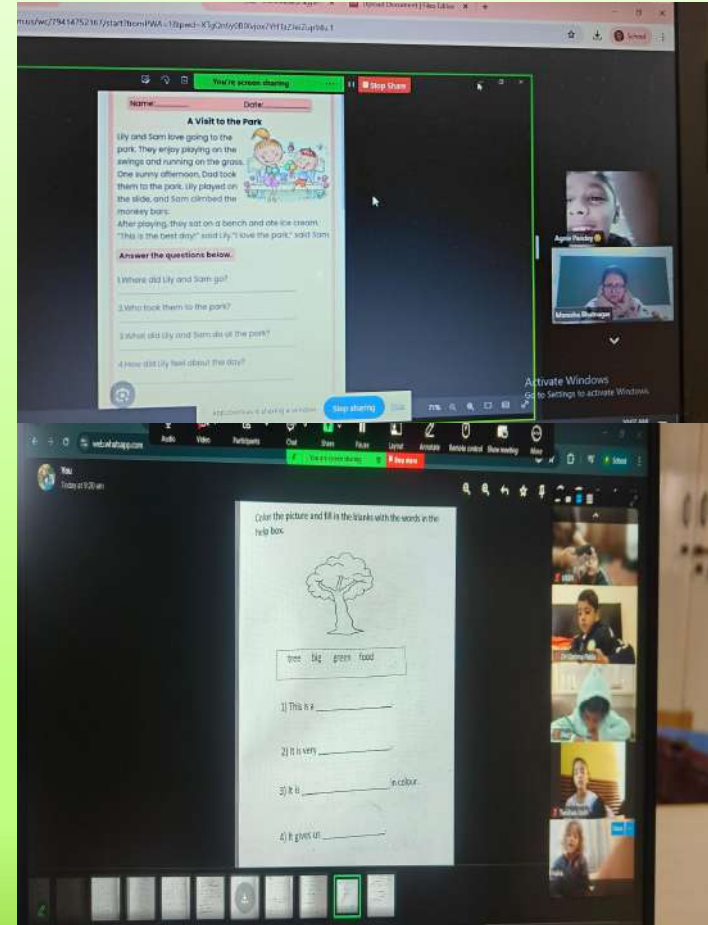 You're screen sharing
Stop Share
School
Name:
Date:
A Visit to the Park
Lily and Sam love going to the
park. They enjoy playing on the
swings and running on the grass.
One sunny afternoon, Dad took
them to the park. Lily played on
the slide, and Sam climbed the
monkey bars.
After playing, they sat on a bench and ate ice cream.
"This is the best day!" said Lily. "I love the park," said Sam.
Answer the questions below.
1.Where did Lily and Sam go?
2.Who took them to the park?
3.What did Lily and Sam do at the park?
4.How did Lily feel about the day?
Agnie Pandey
Manisha Bhatnagar
is sharing a window.
Stop sharing
Hide
Activate Windows
Go to Settings to activate Windows.
web.whatsapp.com
Audio
Video
Participants
Chat
Share
Pause
Annotate
Remote control
Show meeting
More
School
You
Today at 9:20 am
Color the picture and fill in the blanks with the words in the
help box.
tree big green food
1) This is a
2) It is very
3) It is in colour.
4) It gives us